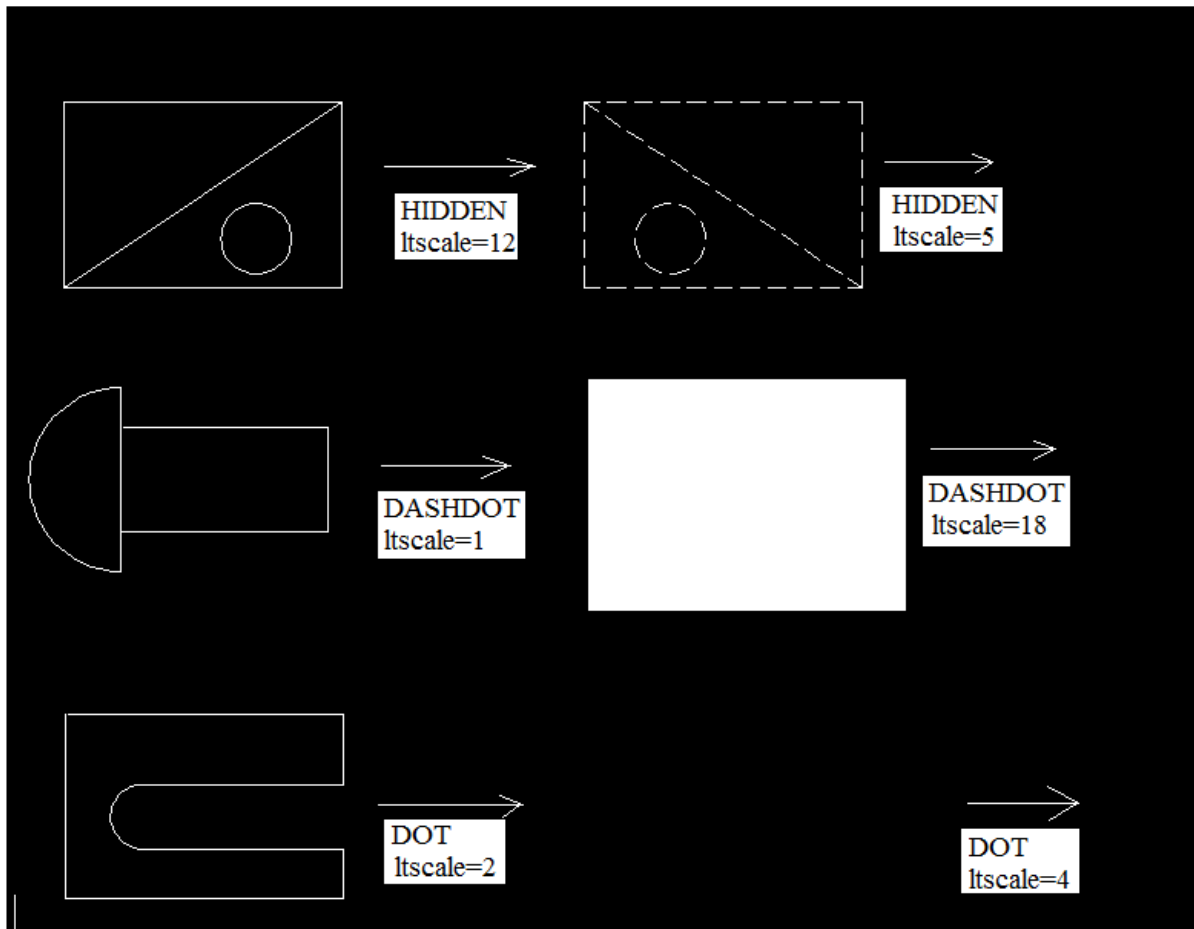 HIDDEN
ltscale=12
HIDDEN
ltscale=5
DASHDOT
ltscale=1
DASHDOT
ltscale=18
DOT
ltscale=2
DOT
ltscale=4